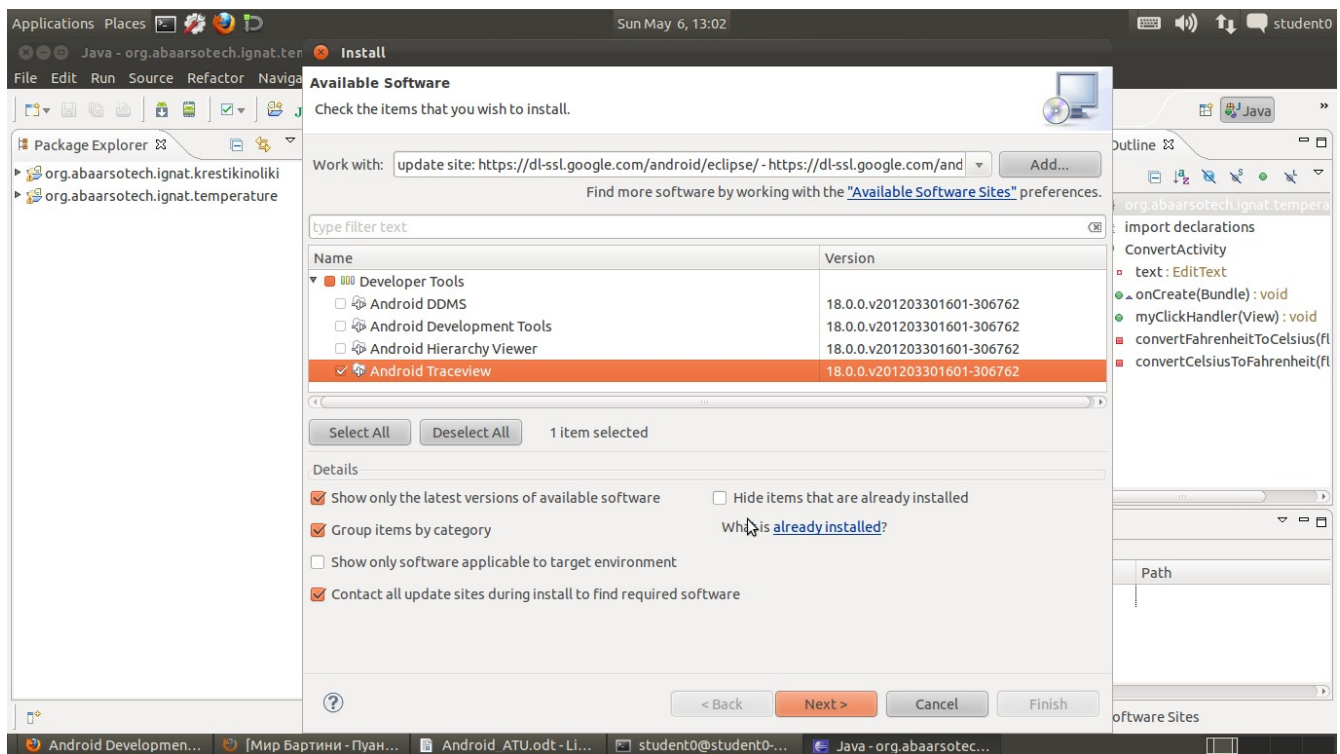 Applications Places
Sun May 6, 13:02
student0
Java - org.abaarsotech.ignat.ten
Install
File Edit Run Source Refactor Naviga
Available Software
Check the items that you wish to install.
Java
Package Explorer
Work with: update site: https://dl-ssl.google.com/android/eclipse/ - https://dl-ssl.google.com/and
Add...
Outline
org.abaarsotech.ignat.krestikinoliki
org.abaarsotech.ignat.temperature
Find more software by working with the "Available Software Sites" preferences.
org.abaarsotech.ignat.tempera
type filter text
import declarations
ConvertActivity
text : EditText
onCreate(Bundle) : void
myClickHandler(View) : void
convertFahrenheitToCelsius(fl
convertCelsiusToFahrenheit(fl
Name Version
Developer Tools
Android DDMS 18.0.0.v201203301601-306762
Android Development Tools 18.0.0.v201203301601-306762
Android Hierarchy Viewer 18.0.0.v201203301601-306762
Android Traceview 18.0.0.v201203301601-306762
Select All Deselect All 1 item selected
Details
Show only the latest versions of available software
Hide items that are already installed
Group items by category
What is already installed?
Show only software applicable to target environment
Contact all update sites during install to find required software
Path
< Back Next > Cancel Finish
oftware Sites
Android Developmen...
[Мир Бартини - Пуан...
Android_ATU.odt - Li...
student0@student0-...
Java - org.abaarsotec...